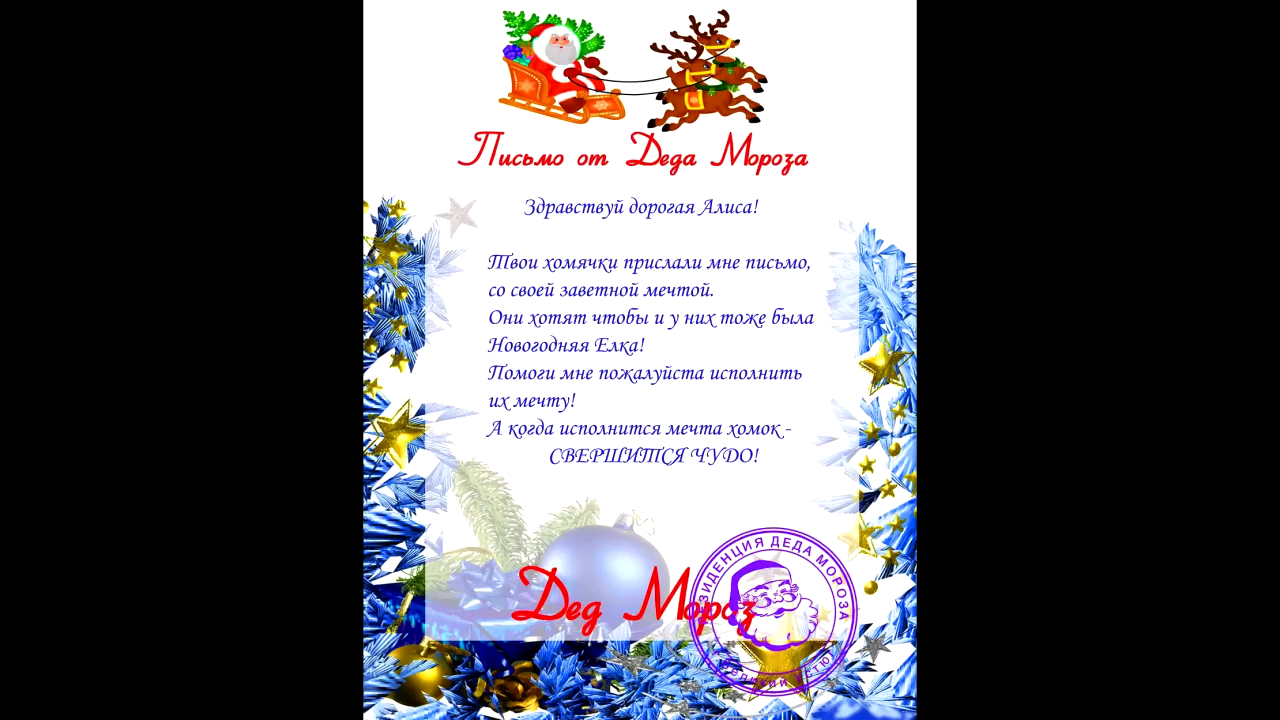 Письмо от Деда Мороза
Здравствуй дорогая Алиса!
Твои хомячки прислали мне письмо,
со своей заветной мечтой.
Они хотят чтобы и у них тоже была
Новогодняя Елка!
Помоги мне пожалуйста исполнить
их мечту!
А когда исполнится мечта хомок -
СВЕРШИТСЯ ЧУДО!
Дед Мороз
РЕЗИДЕНЦИЯ ДЕДА МОРОЗА